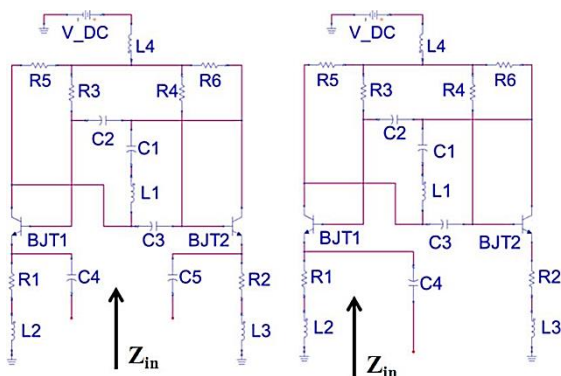 V_DC
L4
R5
R3
R4
R6
C2
C1
L1
C3
BJT1
BJT2
R1
C4
C5
R2
L2
L3
Zin
V_DC
L4
R5
R3
R4
R6
C2
C1
L1
C3
BJT1
BJT2
R1
C4
R2
L2
L3
Zin